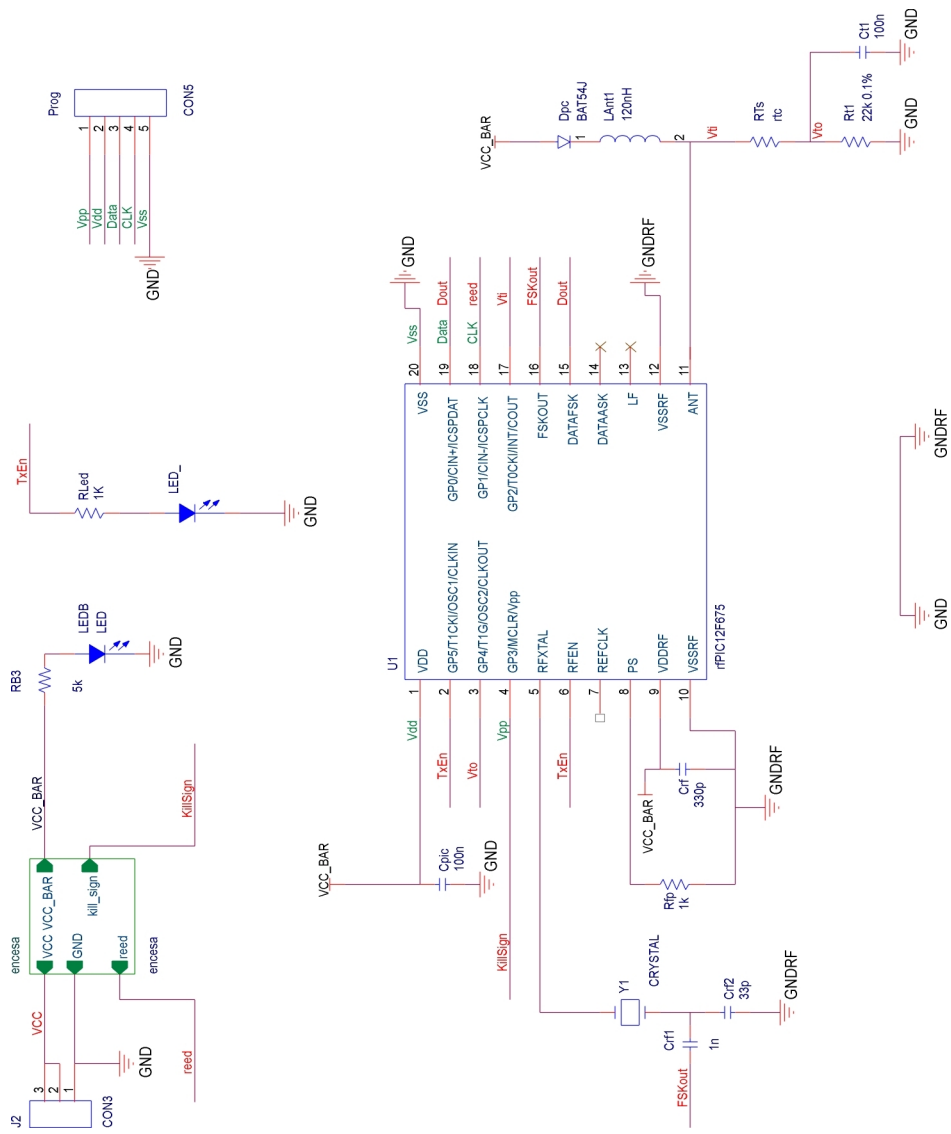 Prog
CON5
1
2
3
4
5
Vpp
Vdd
Data
CLK
Vss
GND
TxEn
RLed
1K
LED_
GND
RB3
5k
LEDB
LED
GND
VCC_BAR
KillSign
encesa
VCC VCC_BAR
kill_sign
GND
reed
encesa
VCC
GND
reed
J2
CON3
3
2
1
VCC_BAR
Dpc
BAT54J
1
LAnt1
120nH
2
Vti
RTs
rtc
Vto
Rt1
22k 0.1%
Ct1
100n
GND
GND
GND
GNDRF
Vss
Data
Dout
CLK
reed
Vti
FSKout
Dout
20
19
18
17
16
15
14
13
12
11
VSS
GP0/CIN+/ICSPDAT
GP1/CIN-/ICSPCLK
GP2/T0CKI/INT/COUT
FSKOUT
DATAFSK
DATAASK
LF
VSSRF
ANT
U1
VDD
GP5/T1CKI/OSC1/CLKIN
GP4/T1G/OSC2/CLKOUT
GP3/MCLR/Vpp
RFXTAL
RFEN
REFCLK
PS
VDDRF
VSSRF
rfPIC12F675
1
2
3
4
5
6
7
8
9
10
Vdd
TxEn
Vto
Vpp
TxEn
VCC_BAR
Cpic
100n
GND
KillSign
VCC_BAR
Crf
330p
Rfp
1k
GNDRF
Y1
CRYSTAL
Crf1
1n
Crf2
33p
GNDRF
FSKout
GND
GNDRF